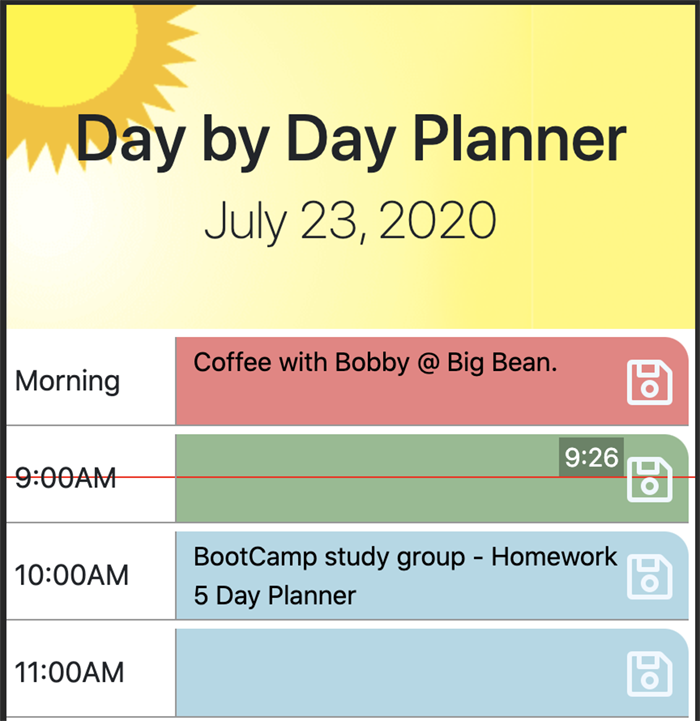 Day by Day Planner
July 23, 2020
Morning
Coffee with Bobby @ Big Bean.
9:00AM
9:26
10:00AM
BootCamp study group - Homework
5 Day Planner
11:00AM